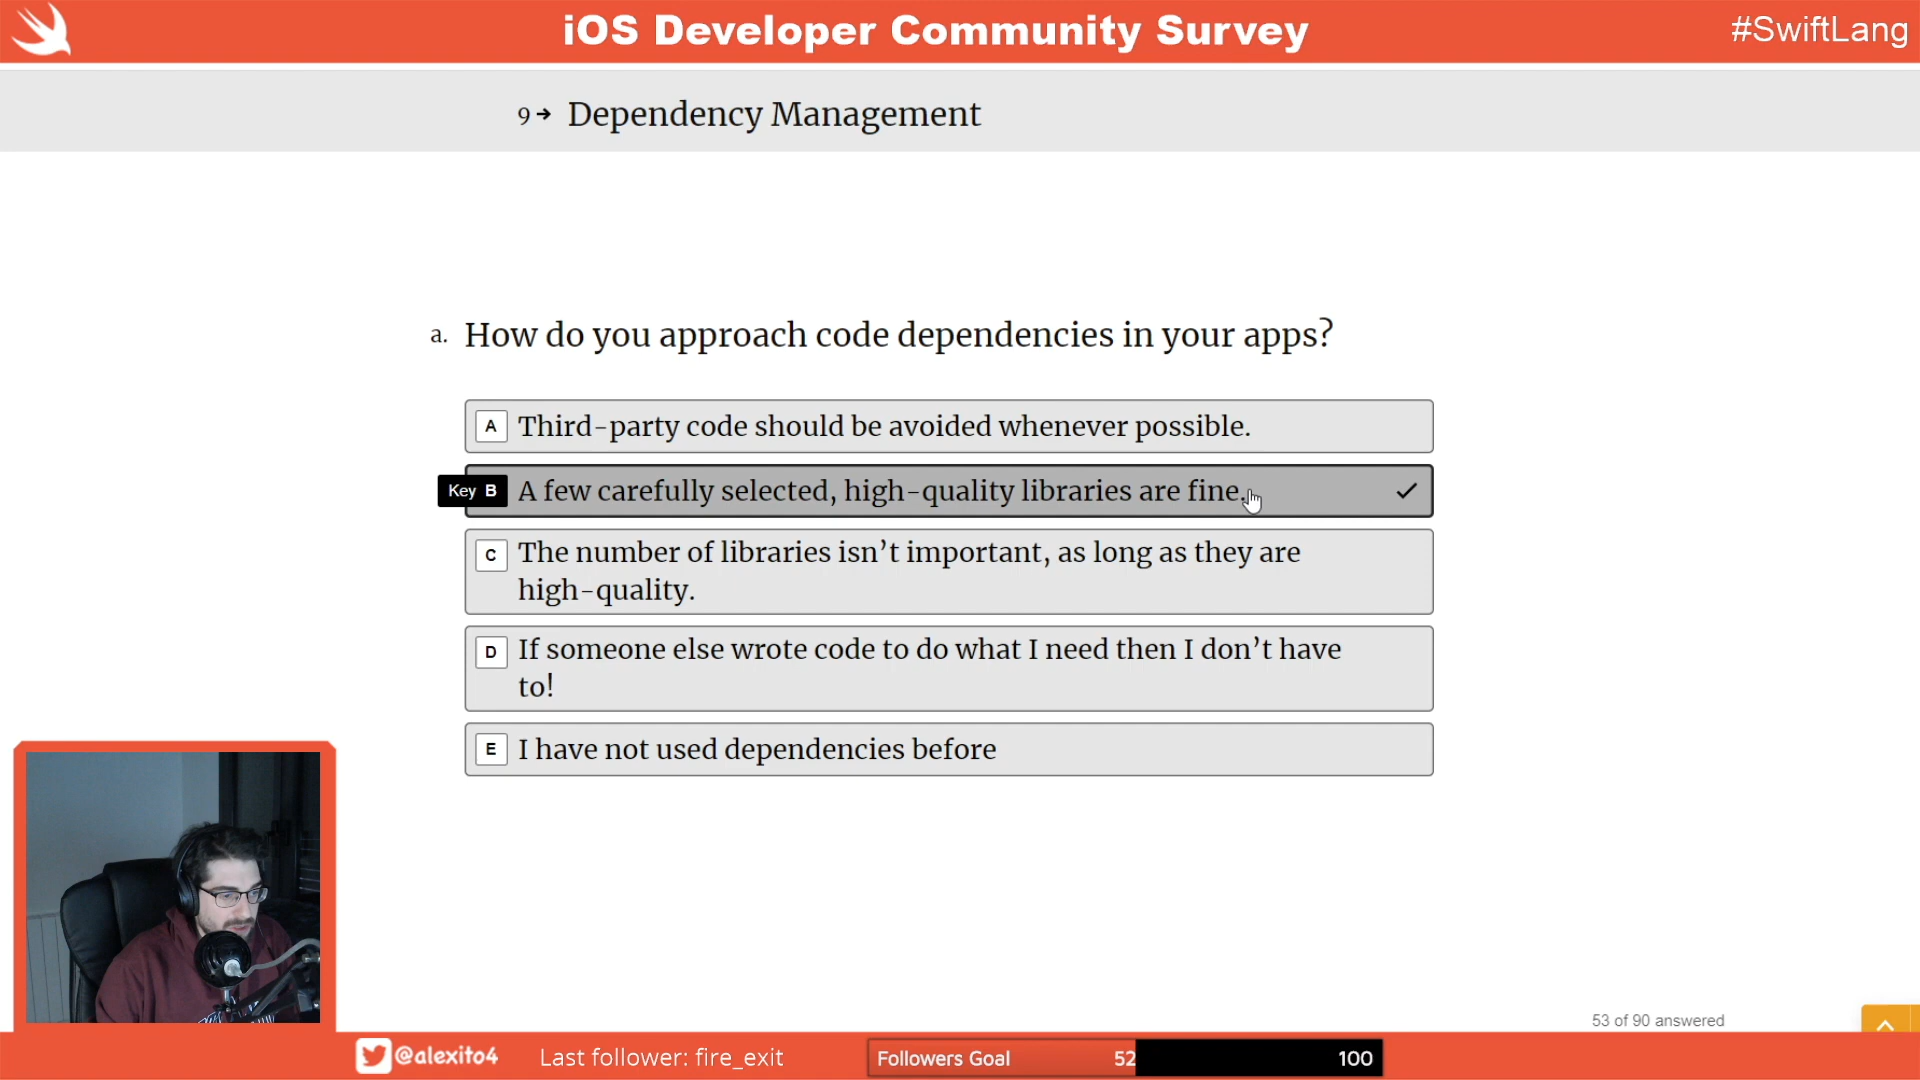 iOS Developer Community Survey
#SwiftLang
9→ Dependency Management
a. How do you approach code dependencies in your apps?
A Third-party code should be avoided whenever possible.
Key B A few carefully selected, high-quality libraries are fine.
C The number of libraries isn’t important, as long as they are
high-quality.
D If someone else wrote code to do what I need then I don’t have
to!
E I have not used dependencies before
53 of 90 answered
@alexito4
Last follower: fire_exit
Followers Goal 52 100